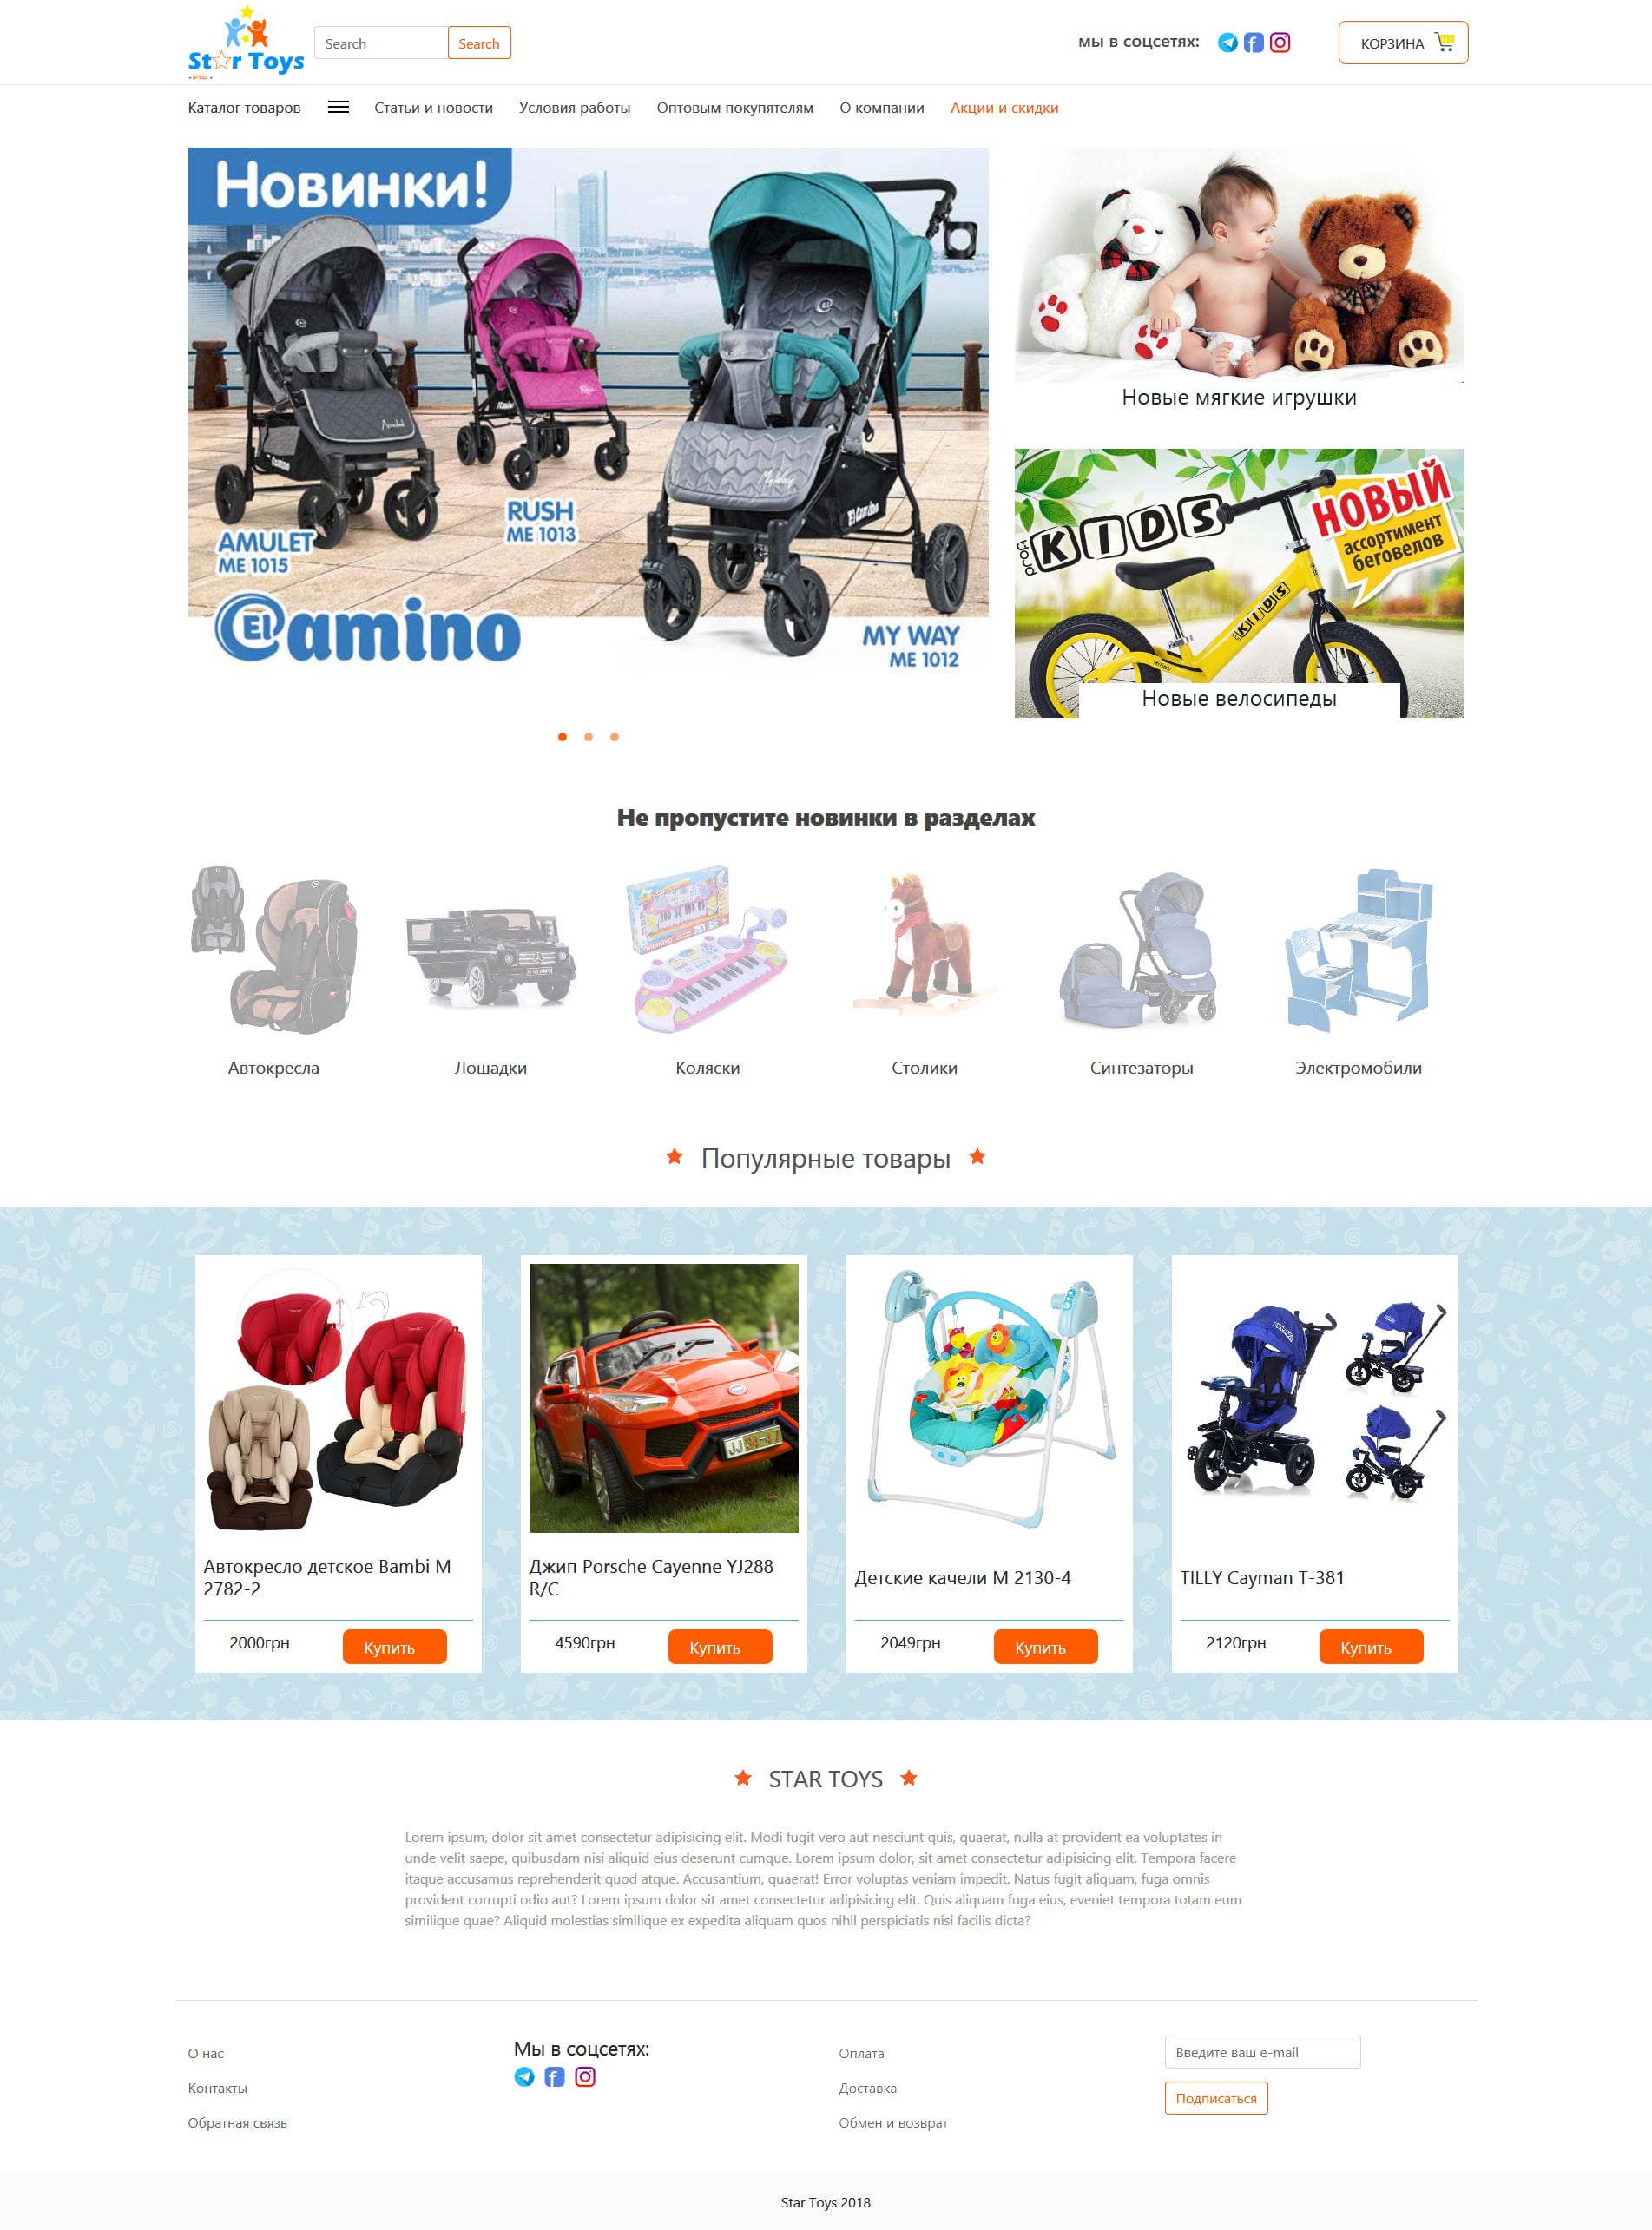 Star Toys
shop
Search
Search
мы в соцсетях:
КОРЗИНА
Каталог товаров
Статьи и новости
Условия работы
Оптовым покупателям
О компании
Акции и скидки
Новинки!
AMULET
ME 1015
RUSH
ME 1013
El Camino
MY WAY
ME 1012
Новые мягкие игрушки
KIDS
НОВЫЙ
ассортимент
беговелов
KIDS
Новые велосипеды
Не пропустите новинки в разделах
Автокресла
Лошадки
Коляски
Столики
Синтезаторы
Электромобили
Популярные товары
Автокресло детское Bambi M
2782-2
2000грн
Купить
Джип Porsche Cayenne YJ288
R/C
4590грн
Купить
Детские качели M 2130-4
2049грн
Купить
TILLY Cayman T-381
2120грн
Купить
STAR TOYS
Lorem ipsum, dolor sit amet consectetur adipisicing elit. Modi fugit vero aut nesciunt quis, quaerat, nulla at provident ea voluptates in
unde velit saepe, quibusdam nisi aliquid eius deserunt cumque. Lorem ipsum dolor, sit amet consectetur adipisicing elit. Tempora facere
itaque accusamus reprehenderit quod atque. Accusantium, quaerat! Error voluptas veniam impedit. Natus fugit aliquam, fuga omnis
provident corrupti odio aut? Lorem ipsum dolor sit amet consectetur adipisicing elit. Quis aliquam fuga eius, eveniet tempora totam eum
similique quae? Aliquid molestias similique ex expedita aliquam quos nihil perspiciatis nisi facilis dicta?
О нас
Контакты
Обратная связь
Мы в соцсетях:
Оплата
Доставка
Обмен и возврат
Введите ваш e-mail
Подписаться
Star Toys 2018